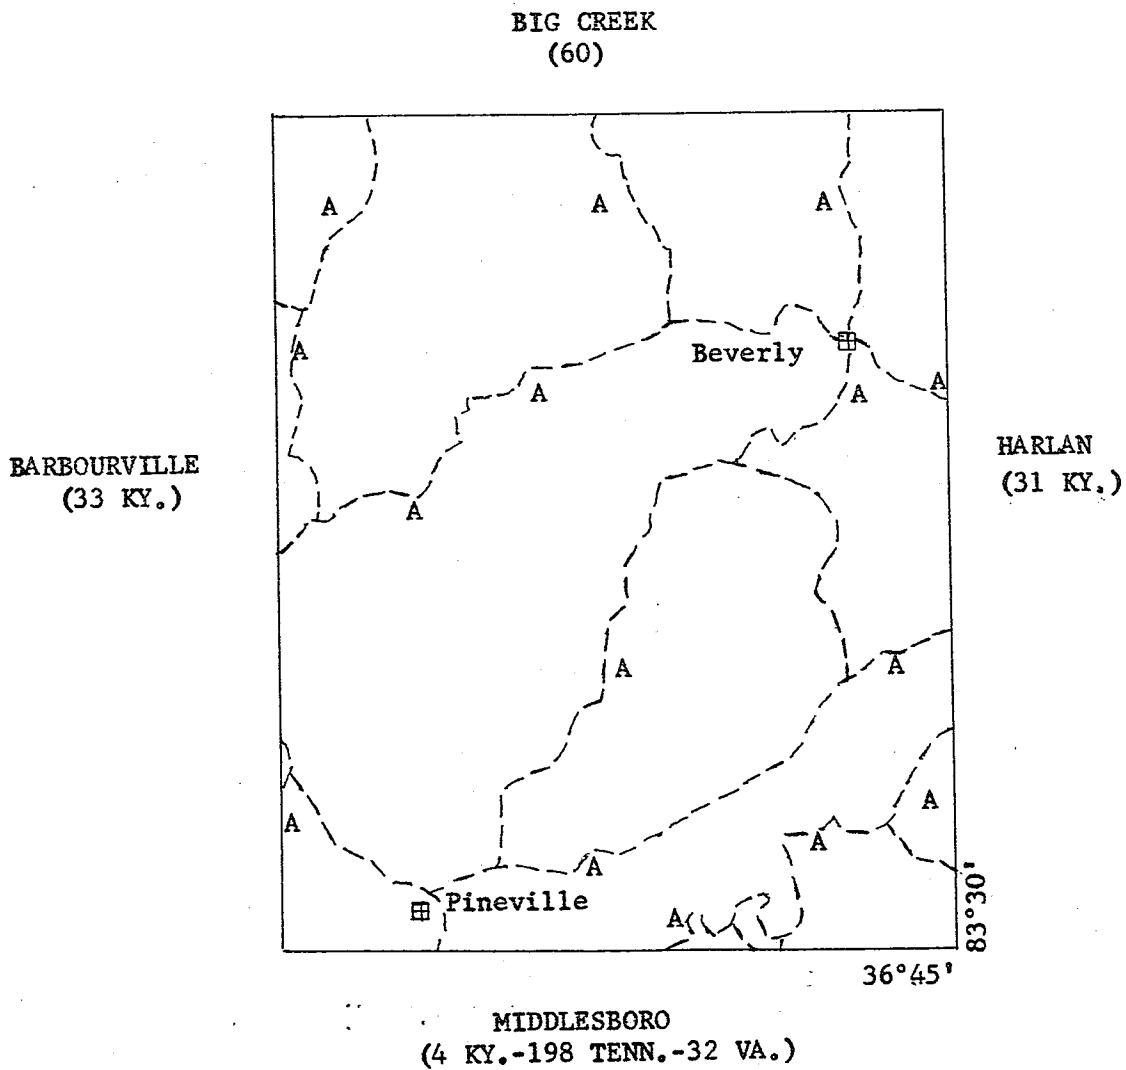 BIG CREEK
(60)
A
A
A
A
Beverly
A
A
A
BARBOURVILLE
(33 KY.)
HARLAN
(31 KY.)
A
A
A
A
A
A
A
Pineville
A
83°30'
36°45'
MIDDLESBORO
(4 KY.-198 TENN.-32 VA.)